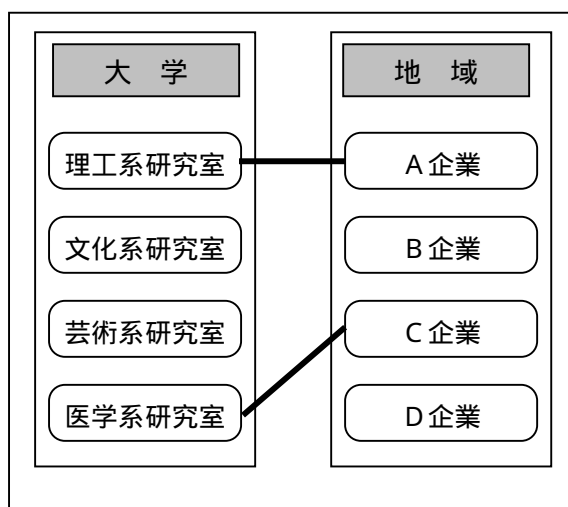 大 学
理工系研究室
文化系研究室
芸術系研究室
医学系研究室
地 域
A企業
B企業
C企業
D企業